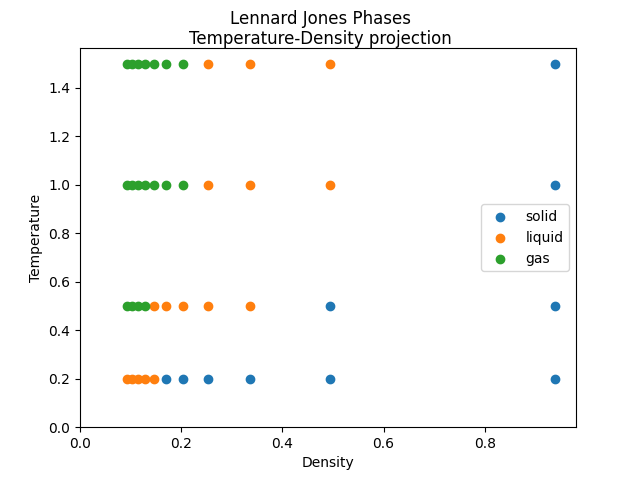 Lennard Jones Phases
Temperature-Density projection
1.4
1.2
1.0
0.8
0.6
0.4
0.2
0.0
Temperature
solid
liquid
gas
0.0 0.2 0.4 0.6 0.8
Density